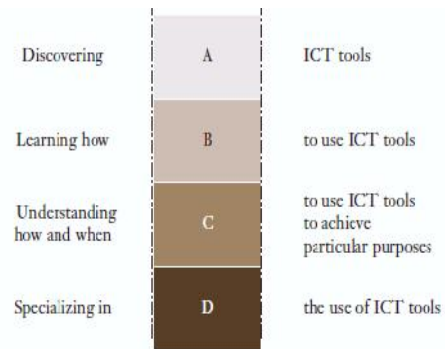 Discovering A ICT tools
Learning how B to use ICT tools
Understanding
how and when
C
to use ICT tools
to achieve
particular purposes
Specializing in D the use of ICT tools